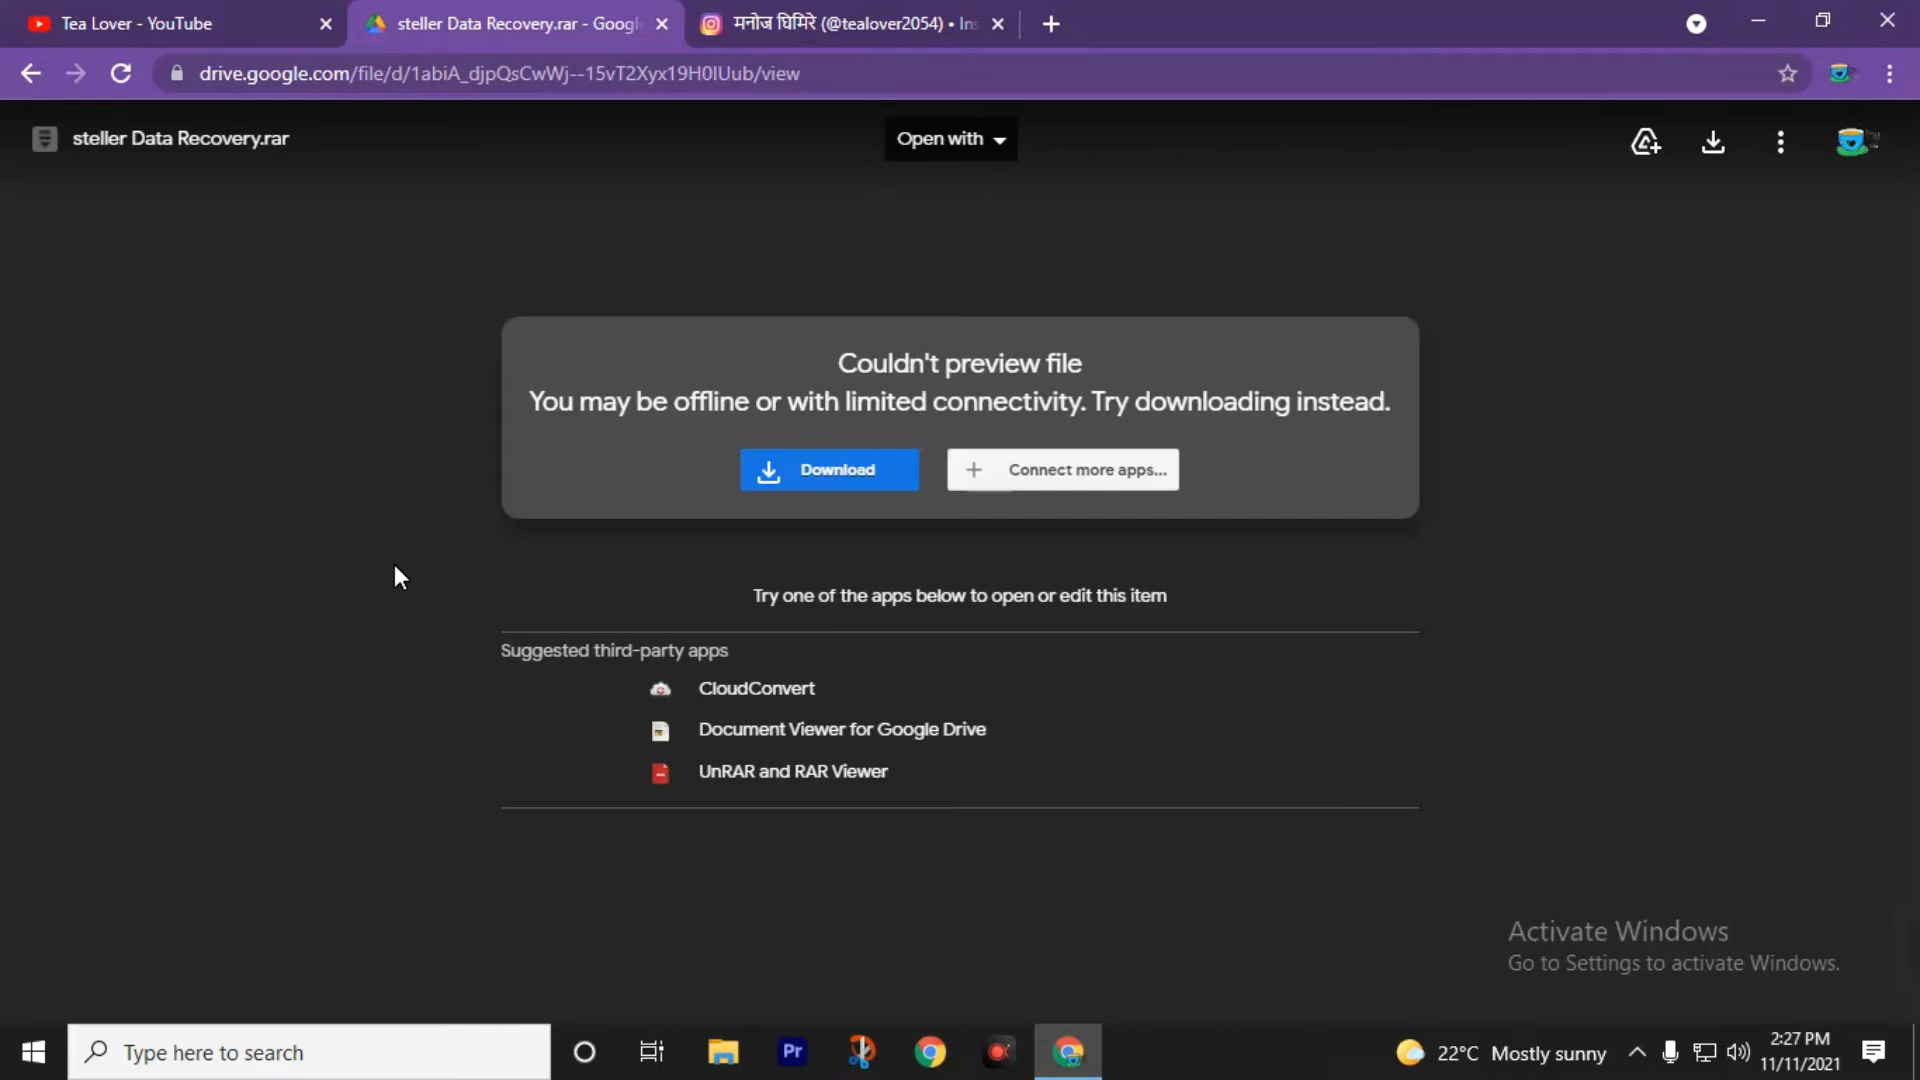 Tea Lover - YouTube
steller Data Recovery.rar - Googl
मनोज घिमिरे (@tealover2054) • Ins
drive.google.com/file/d/1abiA_djpQsCwWj--15vT2Xyx19H0IUub/view
steller Data Recovery.rar
Open with
Couldn't preview file
You may be offline or with limited connectivity. Try downloading instead.
Download
Connect more apps...
Try one of the apps below to open or edit this item
Suggested third-party apps
CloudConvert
Document Viewer for Google Drive
UnRAR and RAR Viewer
Activate Windows
Go to Settings to activate Windows.
Type here to search
Pr
22°C Mostly sunny
2:27 PM
11/11/2021